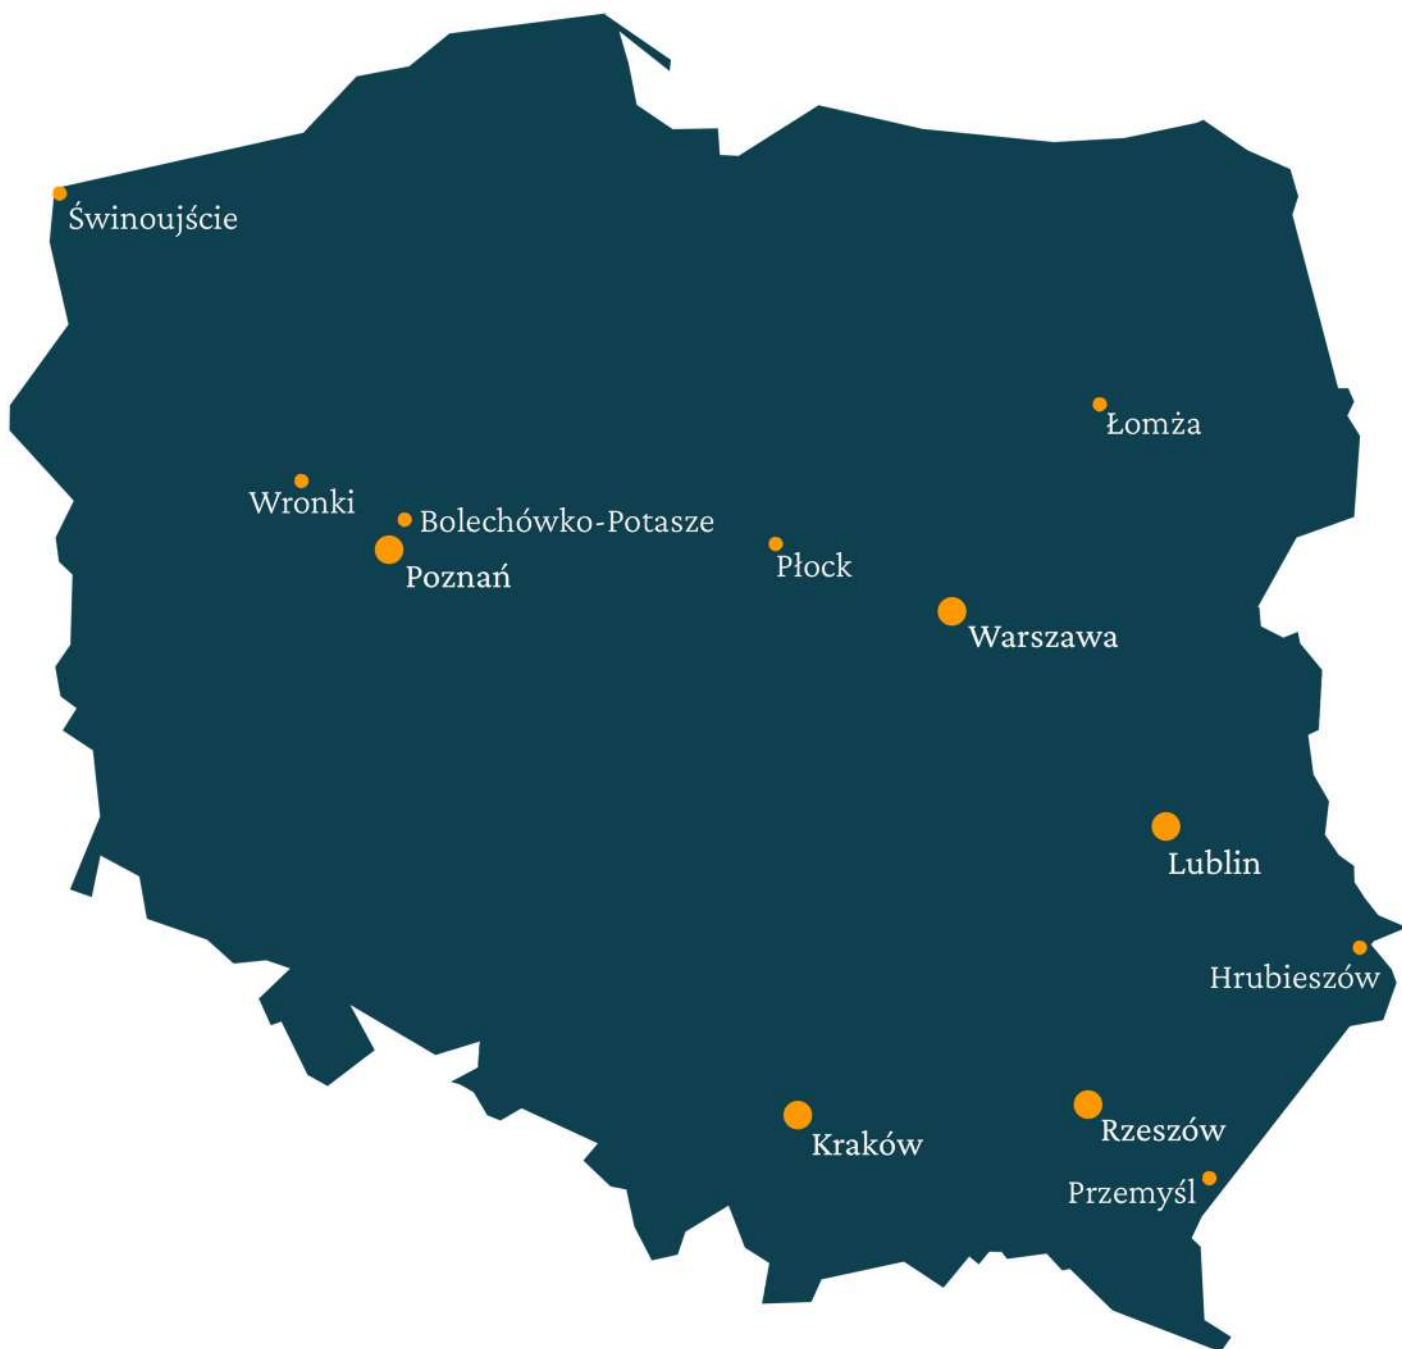 Świnoujście
Łomża
Wronki
Bolechówko-Potasze
Płock
Poznań
Warszawa
Lublin
Hrubieszów
Rzeszów
Kraków
Przemyśl